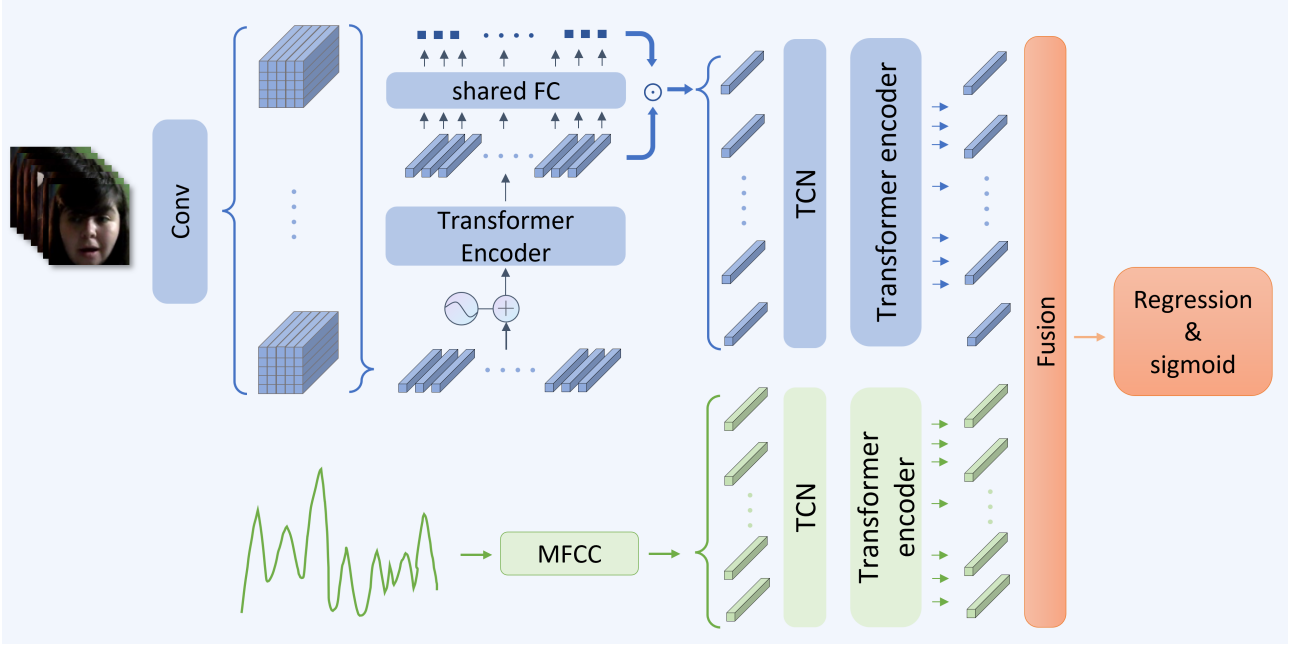 Conv
shared FC
Transformer
Encoder
TCN
Transformer encoder
MFCC
TCN
Transformer
encoder
Fusion
Regression
&
sigmoid